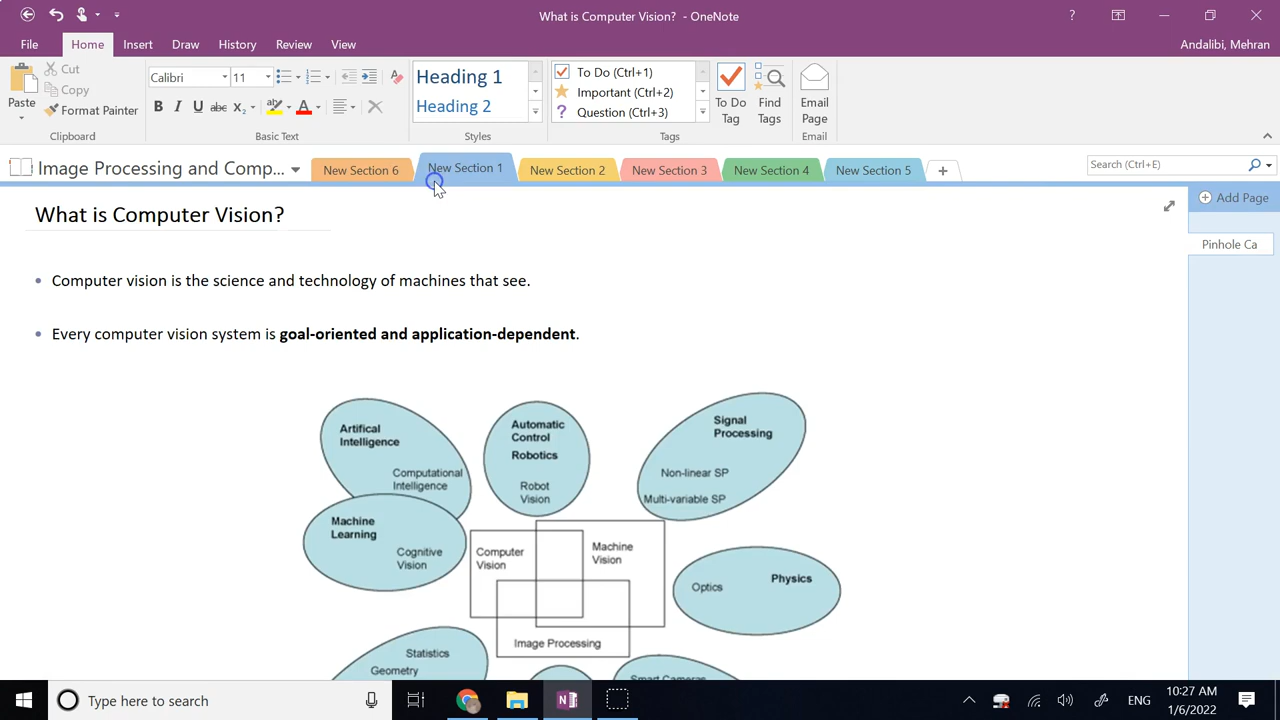 What is Computer Vision? - OneNote
File
Home
Insert
Draw
History
Review
View
Andalibi, Mehran
Paste
Cut
Copy
Format Painter
Clipboard
Calibri
11
B I U abc X2
A
Basic Text
Heading 1
Heading 2
Styles
To Do (Ctrl+1)
Important (Ctrl+2)
Question (Ctrl+3)
Tags
To Do
Tag
Find
Tags
Email
Page
Email
Image Processing and Comp...
New Section 6
New Section 1
New Section 2
New Section 3
New Section 4
New Section 5
Search (Ctrl+E)
Add Page
Pinhole Ca
What is Computer Vision?
• Computer vision is the science and technology of machines that see.
• Every computer vision system is goal-oriented and application-dependent.
Artifical
Intelligence
Computational
Intelligence
Automatic
Control
Robotics
Robot
Vision
Signal
Processing
Non-linear SP
Multi-variable SP
Machine
Learning
Cognitive
Vision
Computer
Vision
Machine
Vision
Image Processing
Physics
Optics
Statistics
Geometry
Smart Cameras
Type here to search
ENG
10:27 AM
1/6/2022